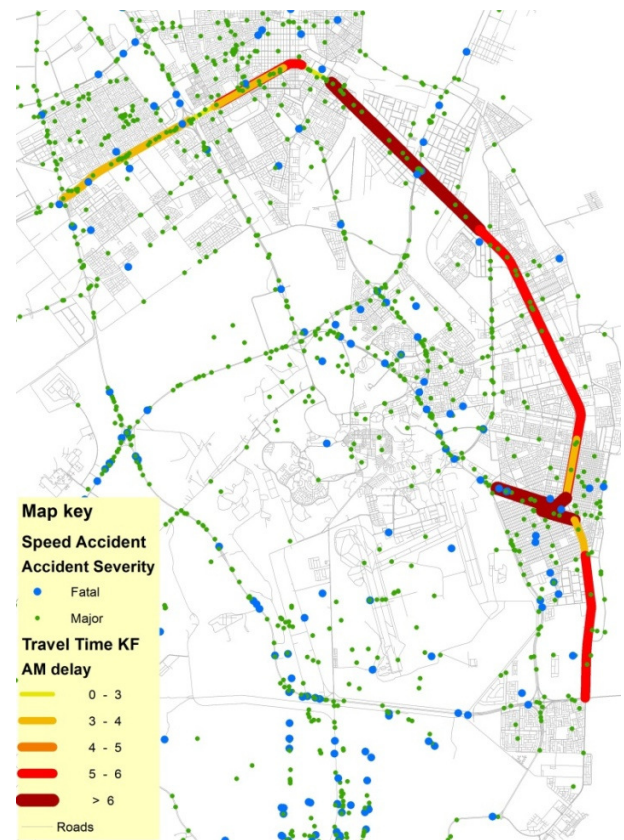 Map key
Speed Accident
Accident Severity
Fatal
Major
Travel Time KF
AM delay
0 - 3
3 - 4
4 - 5
5 - 6
> 6
Roads